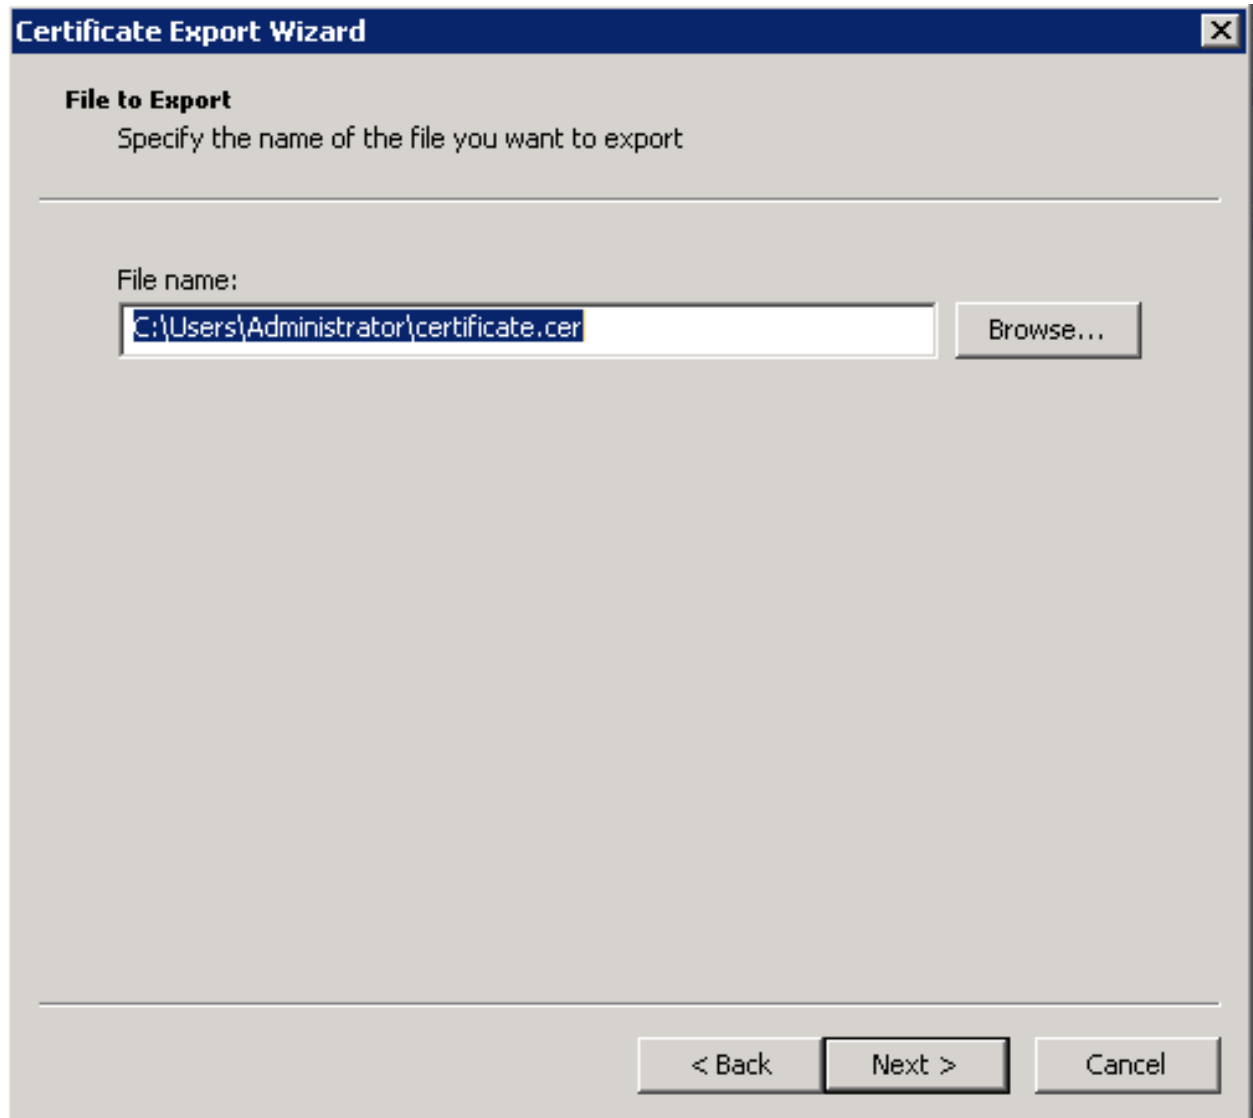 Certificate Export Wizard
File to Export
Specify the name of the file you want to export
File name:
C:\Users\Administrator\certificate.cer
Browse...
< Back
Next >
Cancel